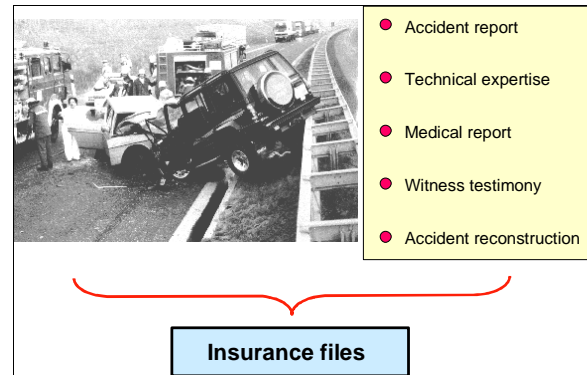 Accident report
Technical expertise
Medical report
Witness testimony
Accident reconstruction
Insurance files